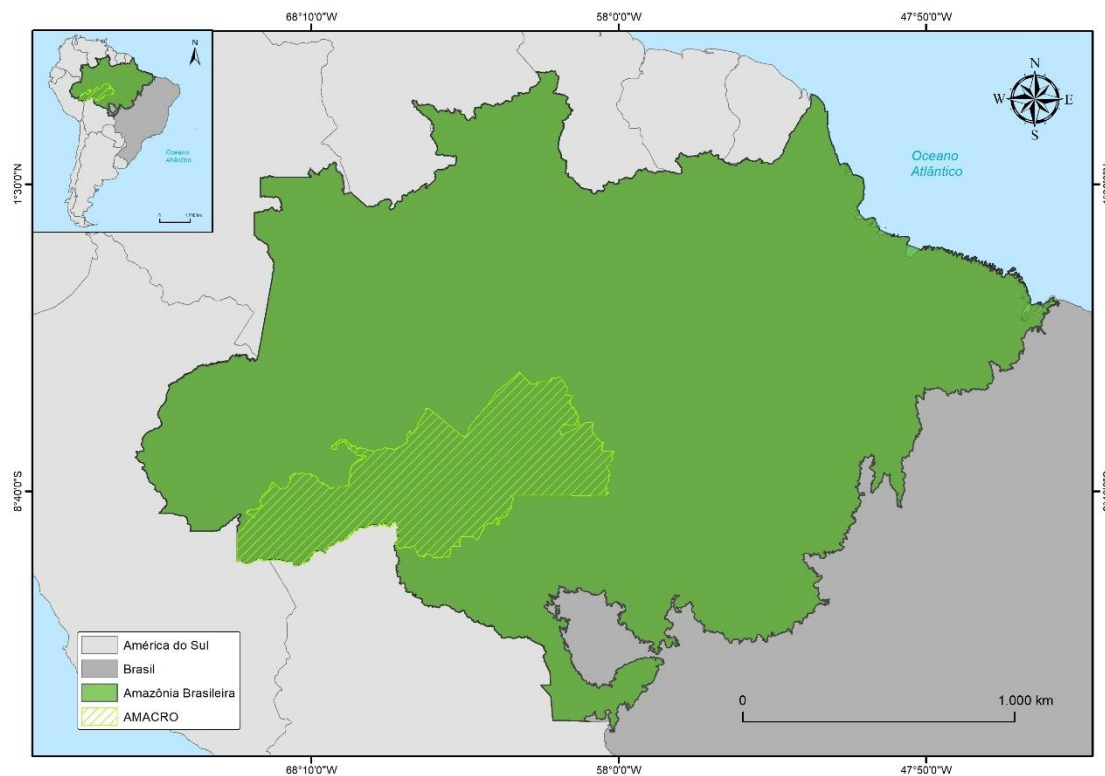 68°10'0"W
58°0'0"W
47°50'0"W
N
Oceano
Atlântico
0
N
W
E
S
Oceano
Atlântico
1°30'0"N
8°40'0"S
América do Sul
Brasil
Amazônia Brasileira
AMACRO
0
1.000 km
68°10'0"W
58°0'0"W
47°50'0"W